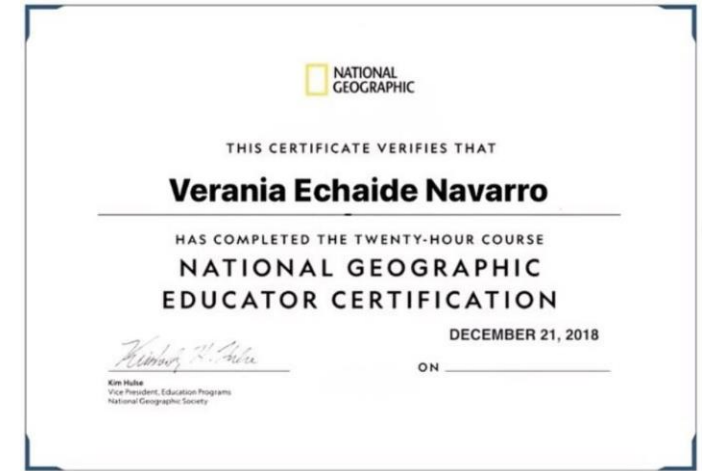 NATIONAL
GEOGRAPHIC
THIS CERTIFICATE VERIFIES THAT
Verania Echaide Navarro
HAS COMPLETED THE TWENTY-HOUR COURSE
NATIONAL GEOGRAPHIC
EDUCATOR CERTIFICATION
DECEMBER 21, 2018
ON
Kim Hulse
Vice President, Education Programs
National Geographic Society